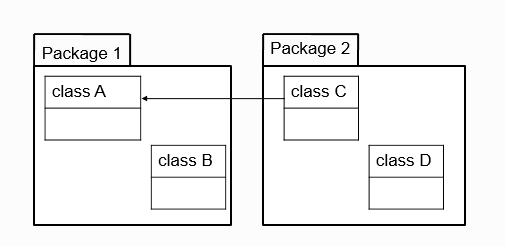 Package 1
class A
class B
Package 2
class C
class D